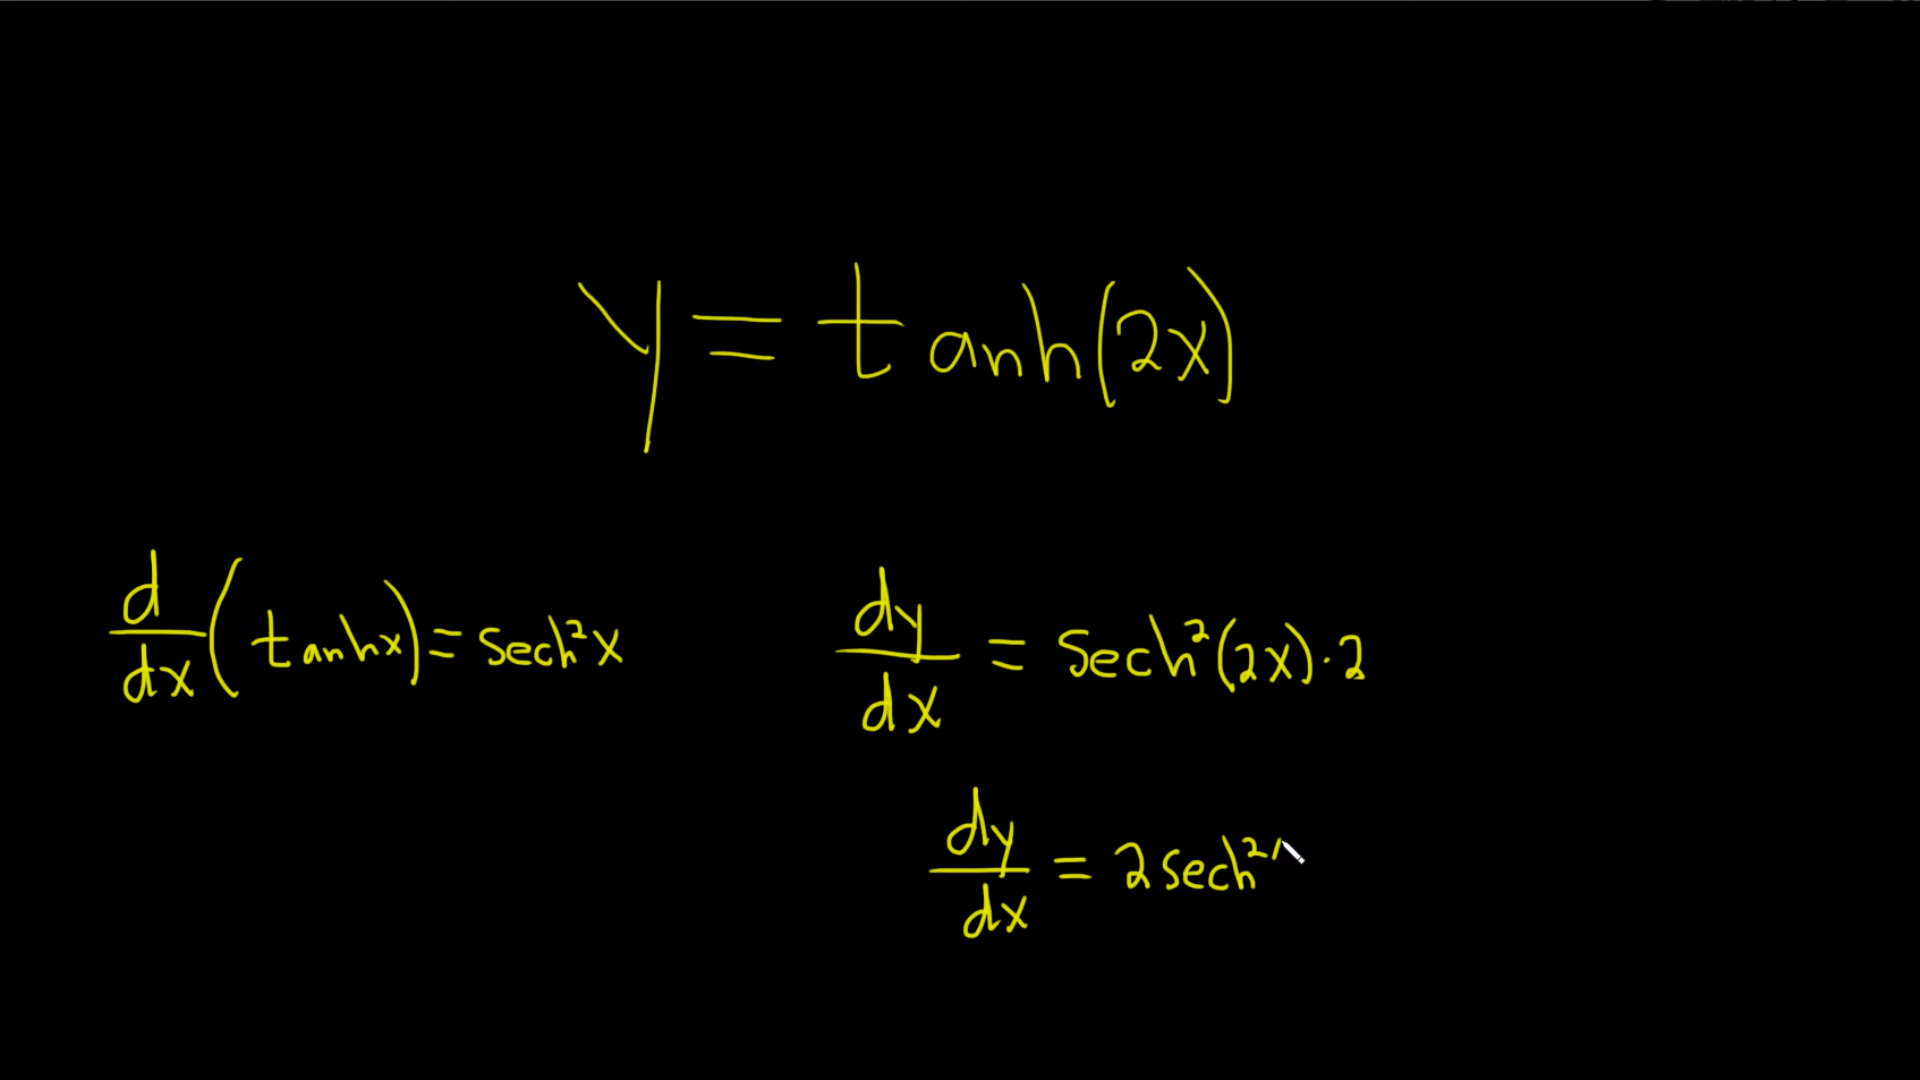 y = tanh(2x)
d/dx (tanhx) = sech²x
dy/dx = sech²(2x)·2
dy/dx = 2sech²(